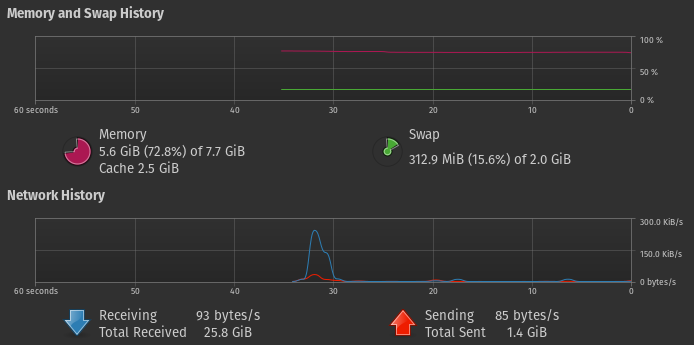 Memory and Swap History
100 %
50 %
0 %
60 seconds 50 40 30 20 10 0
Memory
5.6 GiB (72.8%) of 7.7 GiB
Cache 2.5 GiB
Swap
312.9 MiB (15.6%) of 2.0 GiB
Network History
300.0 KiB/s
150.0 KiB/s
0 bytes/s
60 seconds 50 40 30 20 10 0
Receiving 93 bytes/s
Total Received 25.8 GiB
Sending 85 bytes/s
Total Sent 1.4 GiB